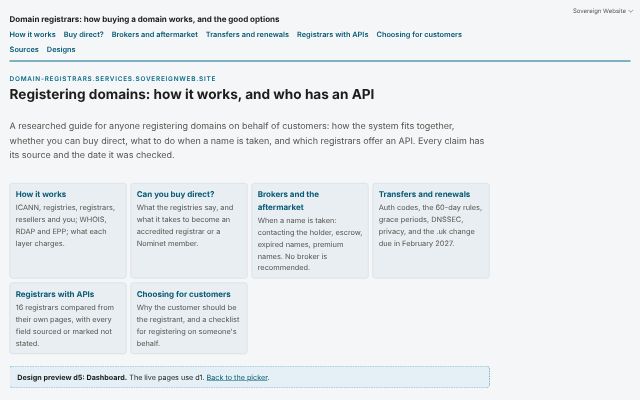 Sovereign Website
Domain registrars: how buying a domain works, and the good options
How it works Buy direct? Brokers and aftermarket Transfers and renewals Registrars with APIs Choosing for customers
Sources Designs
DOMAIN-REGISTRARS.SERVICES.SOVEREIGNWEB.SITE
Registering domains: how it works, and who has an API
A researched guide for anyone registering domains on behalf of customers: how the system fits together,
whether you can buy direct, what to do when a name is taken, and which registrars offer an API. Every claim has
its source and the date it was checked.
How it works
ICANN, registries, registrars,
resellers and you; WHOIS,
RDAP and EPP; what each
layer charges.
Can you buy direct?
What the registries say, and
what it takes to become an
accredited registrar or a
Nominet member.
Brokers and the
aftermarket
When a name is taken:
contacting the holder, escrow,
expired names, premium
names. No broker is
recommended.
Transfers and renewals
Auth codes, the 60-day rules,
grace periods, DNSSEC,
privacy, and the .uk change
due in February 2027.
Registrars with APIs
16 registrars compared from
their own pages, with every
field sourced or marked not
stated.
Choosing for customers
Why the customer should be
the registrant, and a checklist
for registering on someone's
behalf.
Design preview d5: Dashboard. The live pages use d1. Back to the picker.